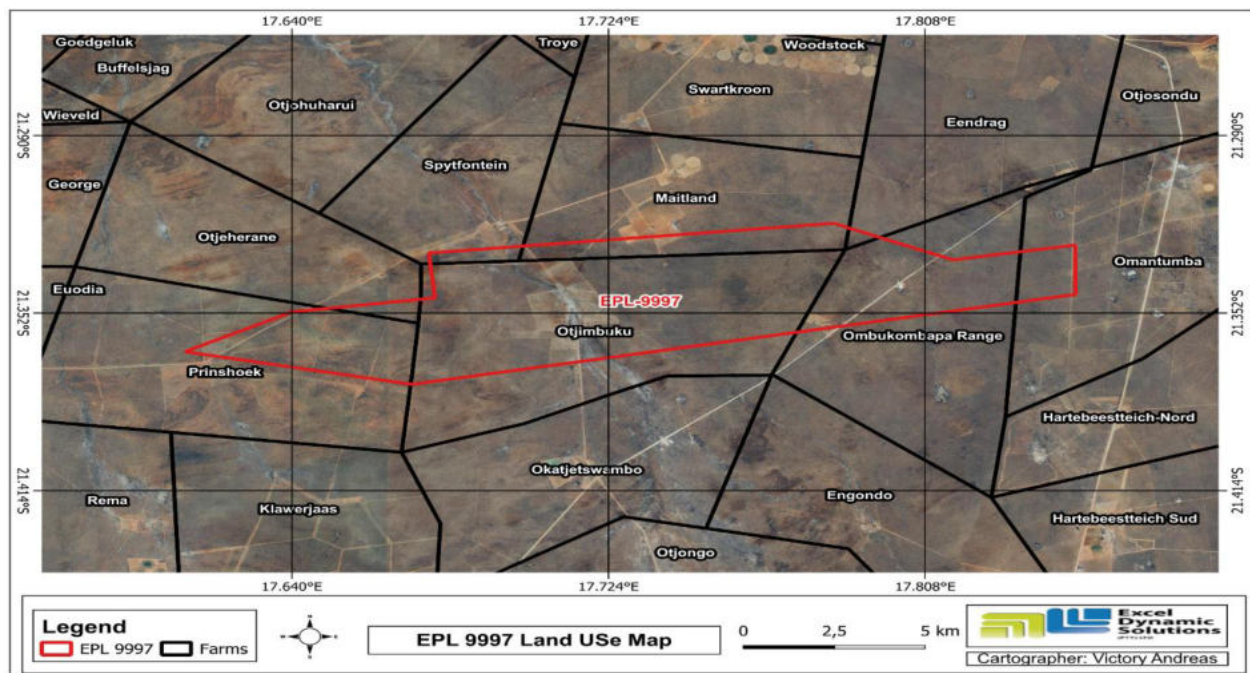 17.640°E 17.724°E 17.808°E
Goedgeluk
Troye
Woodstock
Buffelsjag
Swartkroon
Otjohuharui
Otjosondu
Wieveld
Eendrag
21.290°S
21.290°S
Spytfontein
George
Maitland
Otjeherane
Omantumba
Euodia
EPL-9997
21.352°S
21.352°S
Otjimbuku
Ombukombapa Range
Prinshoek
Hartebeestteich-Nord
Okatjetswambo
21.414°S
21.414°S
Rema
Engondo
Klawerjaas
Hartebeestteich Sud
Otjongo
17.640°E 17.724°E 17.808°E
Legend
EPL 9997 Farms
N
W E
S
EPL 9997 Land USe Map
0 2,5 5 km
Excel
Dynamic
Solutions
Cartographer: Victory Andreas